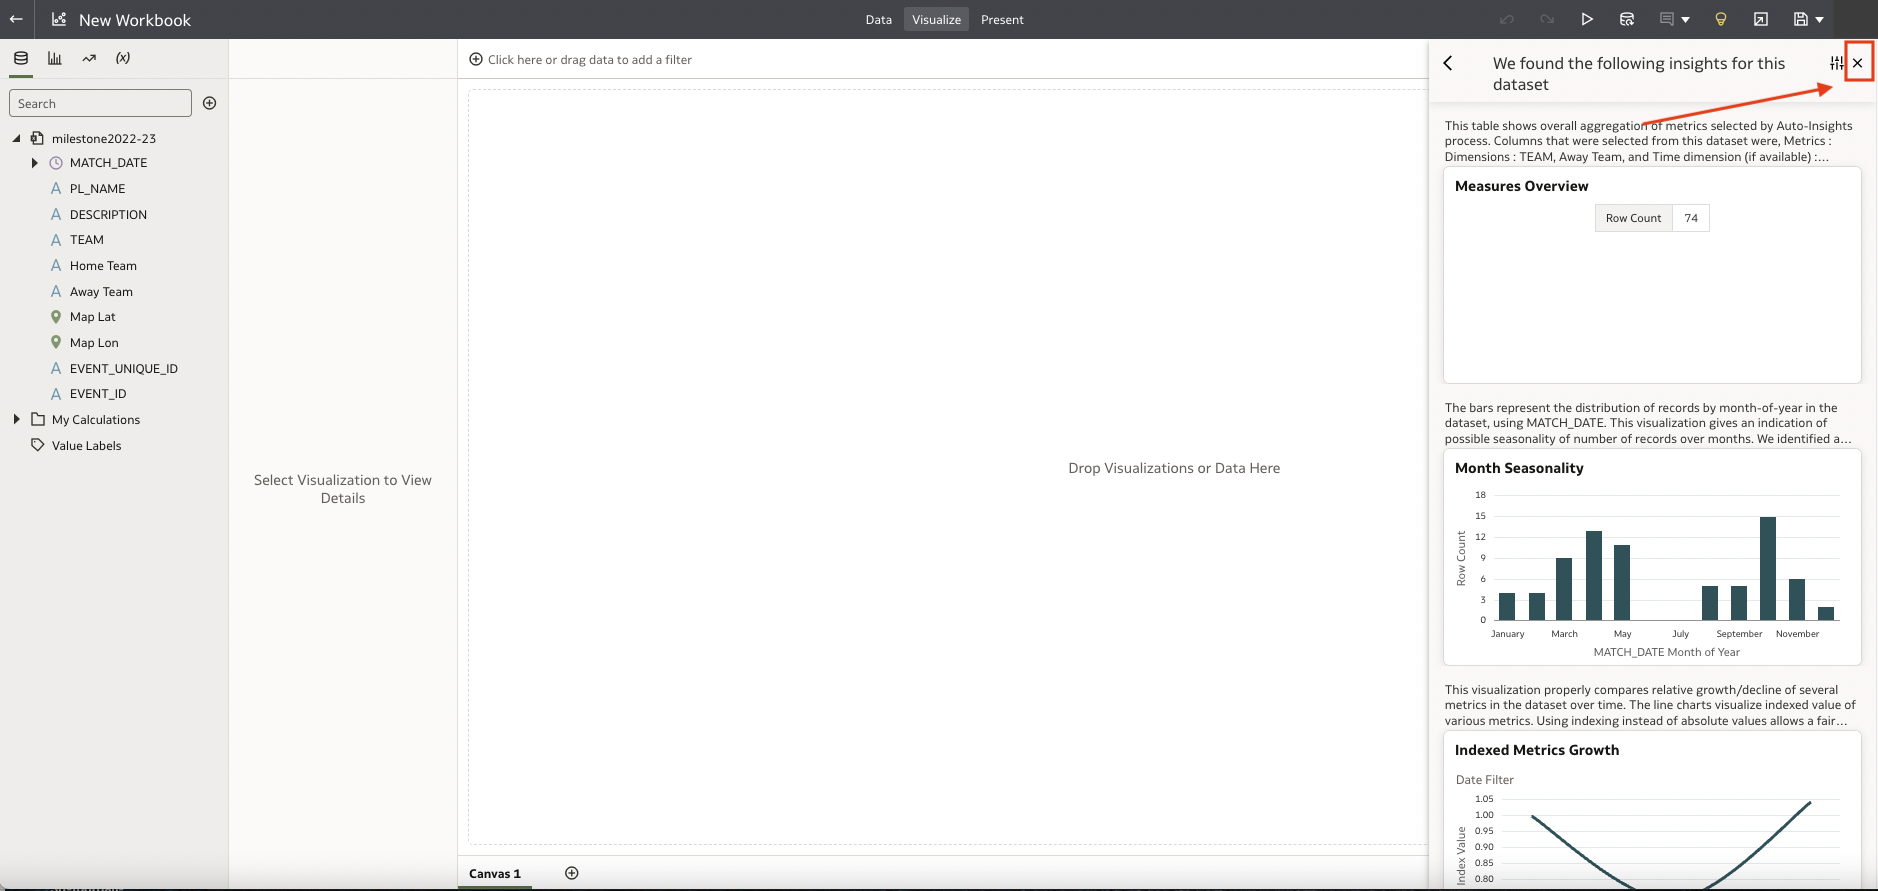 New Workbook
Data
Visualize
Present
(x)
Search
milestone2022-23
MATCH_DATE
A PL_NAME
A DESCRIPTION
A TEAM
A Home Team
A Away Team
Map Lat
Map Lon
A EVENT_UNIQUE_ID
A EVENT_ID
My Calculations
Value Labels
Select Visualization to View
Details
Click here or drag data to add a filter
Drop Visualizations or Data Here
Canvas 1
We found the following insights for this
dataset
This table shows overall aggregation of metrics selected by Auto-Insights
process. Columns that were selected from this dataset were, Metrics :
Dimensions : TEAM, Away Team, and Time dimension (if available) :...
Measures Overview
Row Count 74
The bars represent the distribution of records by month-of-year in the
dataset, using MATCH_DATE. This visualization gives an indication of
possible seasonality of number of records over months. We identified a...
Month Seasonality
18
15
12
9
6
3
0
Row Count
January March May July September November
MATCH_DATE Month of Year
This visualization properly compares relative growth/decline of several
metrics in the dataset over time. The line charts visualize indexed value of
various metrics. Using indexing instead of absolute values allows a fair...
Indexed Metrics Growth
Date Filter
1.05
1.00
0.95
0.90
0.85
0.80
Index Value